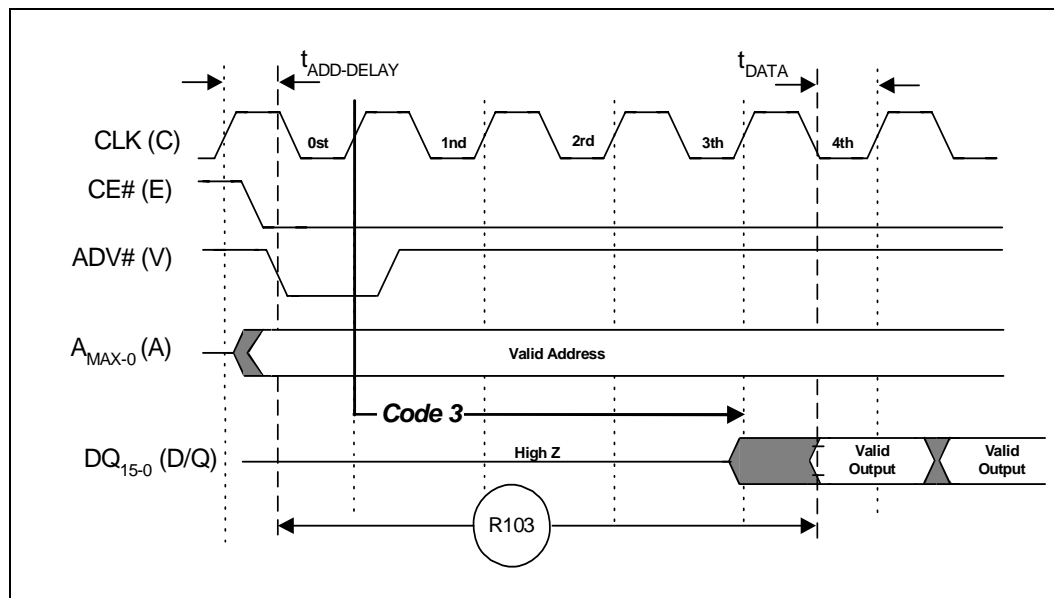 tADD-DELAY
tDATA
CLK (C)
0st
1nd
2rd
3th
4th
CE# (E)
ADV# (V)
AMAX-0 (A)
Valid Address
Code 3
DQ15-0 (D/Q)
High Z
Valid
Output
Valid
Output
R103